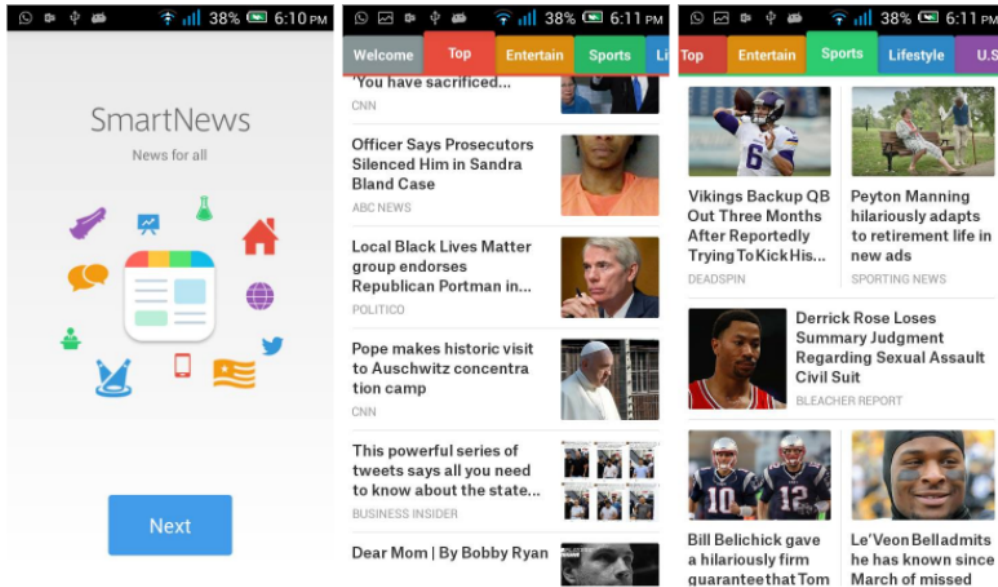 38% 6:10 PM
SmartNews
News for all
Next
38% 6:11 PM
Welcome Top Entertain Sports Li
'You have sacrificed...
CNN
Officer Says Prosecutors
Silenced Him in Sandra
Bland Case
ABC NEWS
Local Black Lives Matter
group endorses
Republican Portman in...
POLITICO
Pope makes historic visit
to Auschwitz concentra
tion camp
CNN
This powerful series of
tweets says all you need
to know about the state...
BUSINESS INSIDER
Dear Mom | By Bobby Ryan
38% 6:11 PM
Top Entertain Sports Lifestyle U.S
6
Vikings Backup QB
Out Three Months
After Reportedly
Trying To Kick His...
DEADSPIN
Peyton Manning
hilariously adapts
to retirement life in
new ads
SPORTING NEWS
Derrick Rose Loses
Summary Judgment
Regarding Sexual Assault
Civil Suit
BLEACHER REPORT
10 12
Bill Belichick gave
a hilariously firm
guarantee that Tom
Le'Veon Bell admits
he has known since
March of missed